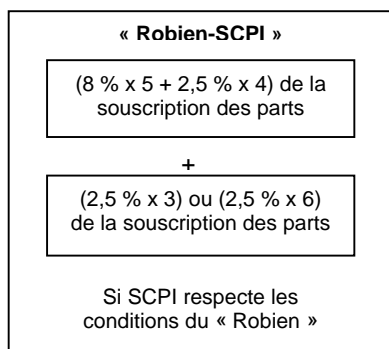 « Robien-SCPI »
(8 % x 5 + 2,5 % x 4) de la
souscription des parts
+
(2,5 % x 3) ou (2,5 % x 6)
de la souscription des parts
Si SCPI respecte les
conditions du « Robien »